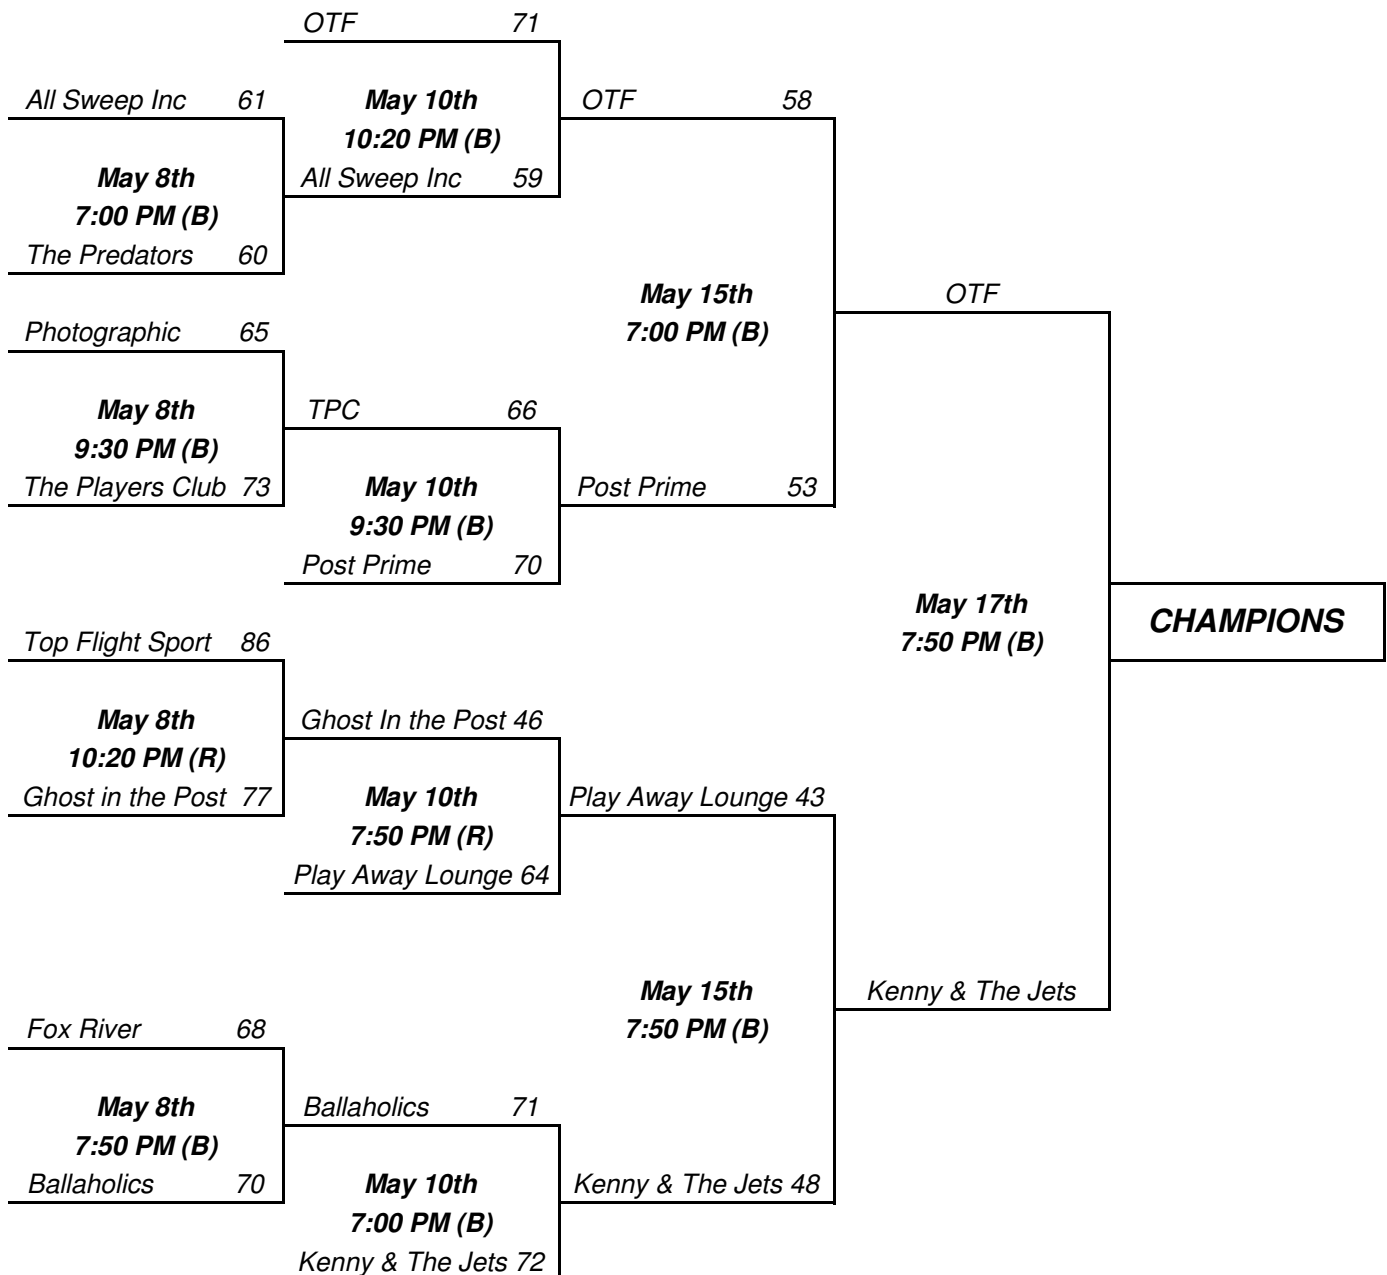 OTF 71
All Sweep Inc 61
May 10th
10:20 PM (B)
OTF 58
May 8th
7:00 PM (B)
All Sweep Inc 59
The Predators 60
May 15th
7:00 PM (B)
OTF
Photographic 65
May 8th
9:30 PM (B)
TPC 66
The Players Club 73
May 10th
9:30 PM (B)
Post Prime 53
Post Prime 70
May 17th
7:50 PM (B)
CHAMPIONS
Top Flight Sport 86
May 8th
10:20 PM (R)
Ghost In the Post 46
Ghost in the Post 77
May 10th
7:50 PM (R)
Play Away Lounge 43
Play Away Lounge 64
May 15th
7:50 PM (B)
Kenny & The Jets
Fox River 68
May 8th
7:50 PM (B)
Ballaholics 71
Ballaholics 70
May 10th
7:00 PM (B)
Kenny & The Jets 48
Kenny & The Jets 72